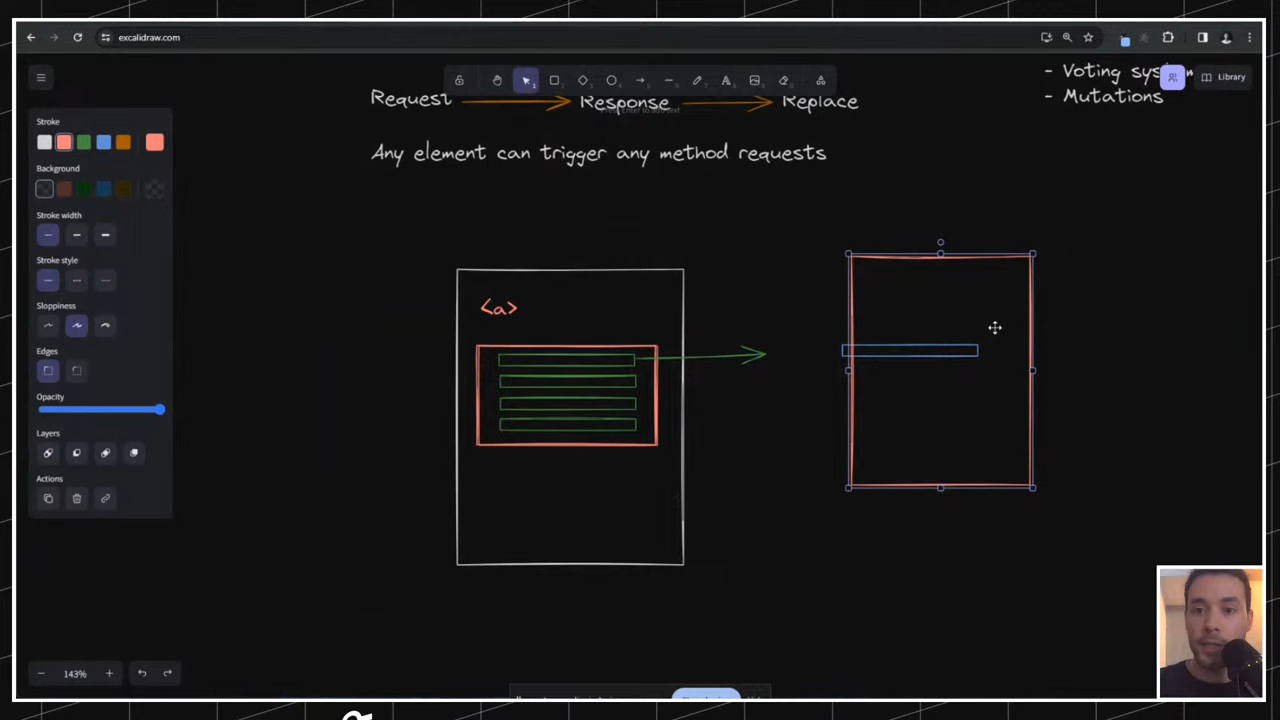 excalidraw.com
- Voting system
- Mutations
Library
Request
Response
Replace
Any element can trigger any method requests
<a>
Stroke
Background
Stroke width
Stroke style
Sloppiness
Edges
Opacity
Layers
Actions
143%